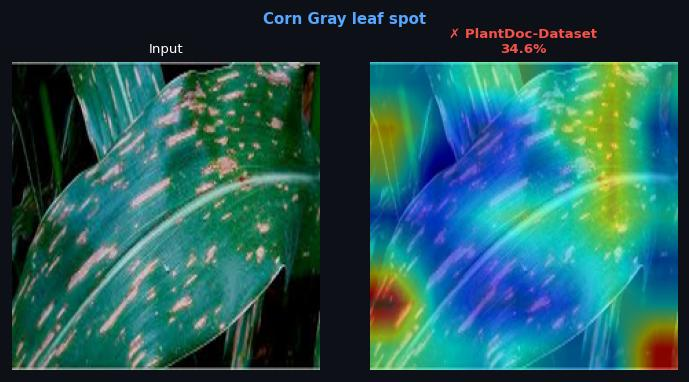 Corn Gray leaf spot
Input
✗ PlantDoc-Dataset
34.6%